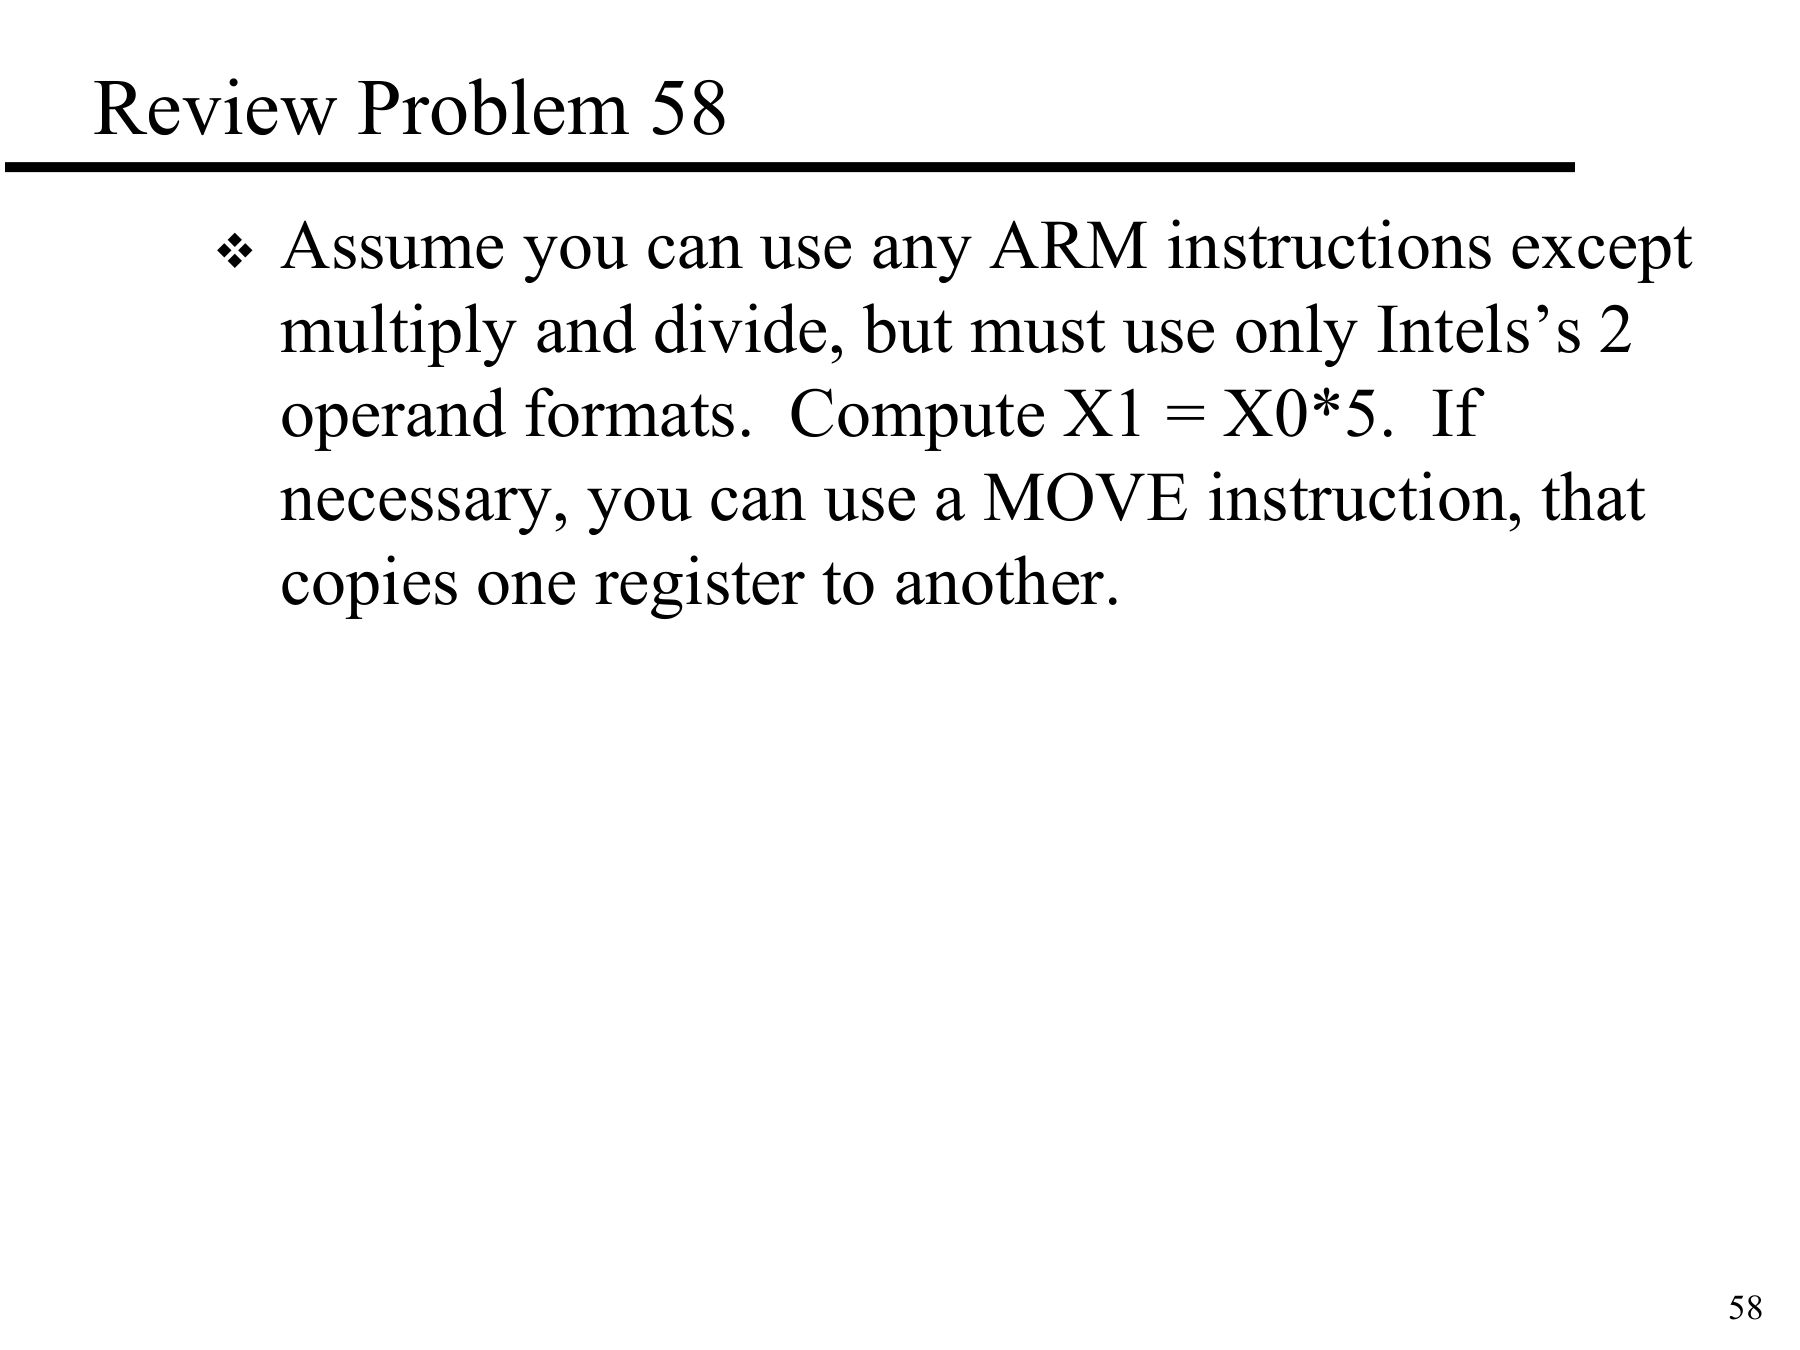 Review Problem 58
❖ Assume you can use any ARM instructions except
multiply and divide, but must use only Intels’s 2
operand formats.  Compute X1 = X0*5.  If
necessary, you can use a MOVE instruction, that
copies one register to another.
58